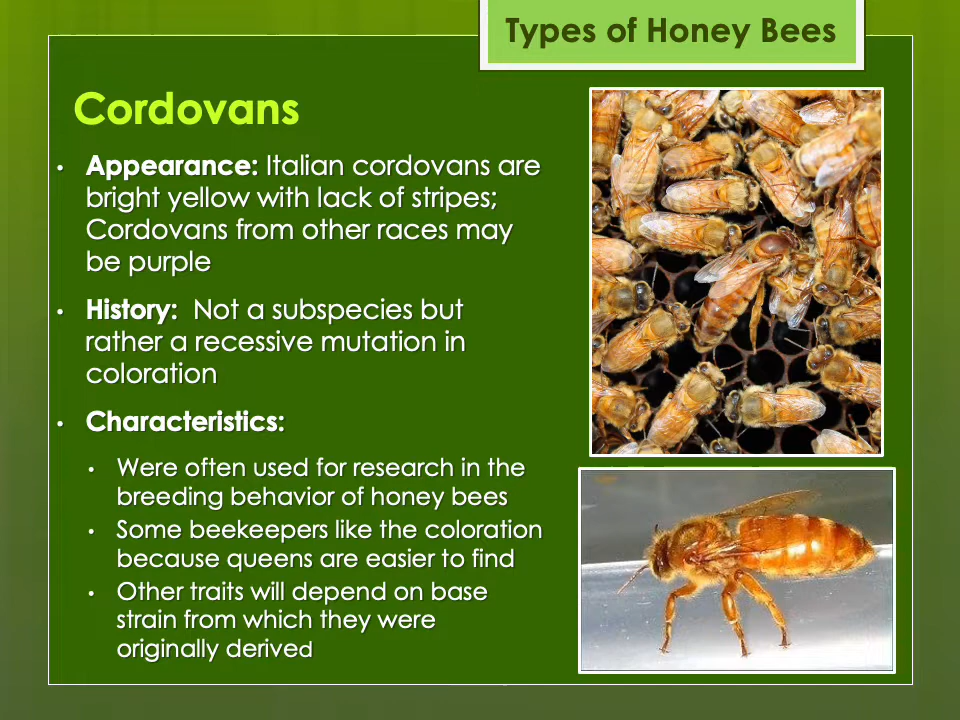 Types of Honey Bees
Cordovans
• Appearance: Italian cordovans are
bright yellow with lack of stripes;
Cordovans from other races may
be purple
• History: Not a subspecies but
rather a recessive mutation in
coloration
• Characteristics:
• Were often used for research in the
breeding behavior of honey bees
• Some beekeepers like the coloration
because queens are easier to find
• Other traits will depend on base
strain from which they were
originally derived